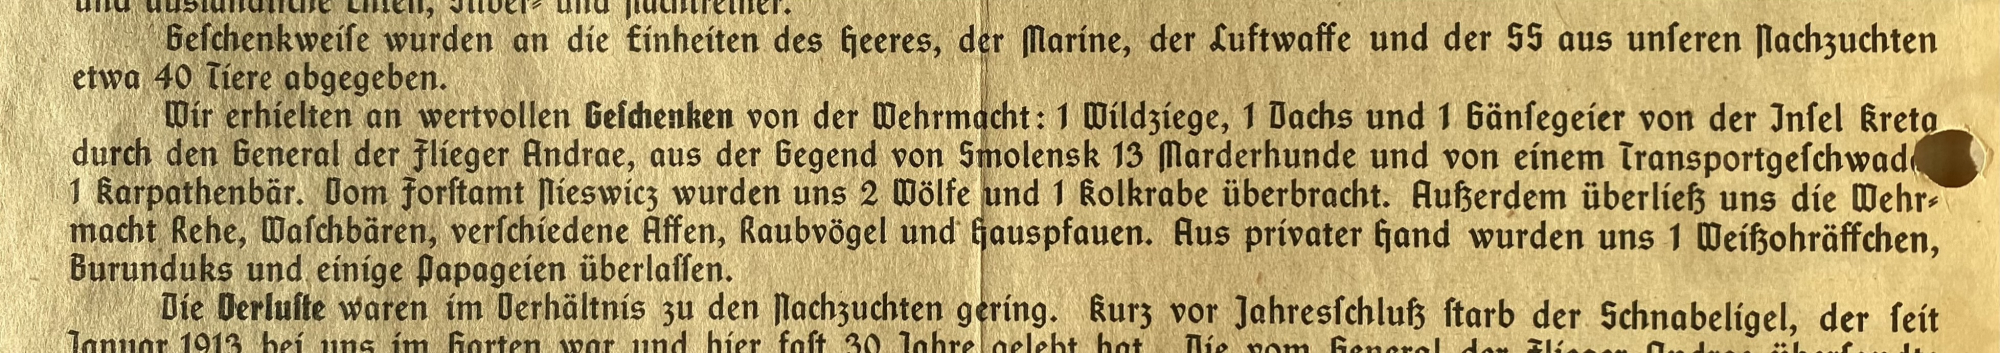 und ausländische Enten, Silber- und Nachtreiher.
Geſchenkweiſe wurden an die Einheiten des Heeres, der Marine, der Luftwaffe und der SS aus unſeren Nachzuchten
etwa 40 Tiere abgegeben.
Wir erhielten an wertvollen Geſchenken von der Wehrmacht: 1 Wildziege, 1 Dachs und 1 Gänſegeier von der Inſel Kreta
durch den General der Flieger Andrae, aus der Gegend von Smolensk 13 Marderhunde und von einem Transportgeſchwad
1 Karpathenbär. Vom Forſtamt Nieswicz wurden uns 2 Wölfe und 1 Kolkrabe überbracht. Außerdem überließ uns die Wehr-
macht Rehe, Waſchbären, verſchiedene Affen, Raubvögel und Hauspfauen. Aus privater Hand wurden uns 1 Weißohräffchen,
Burunduks und einige Papageien überlaſſen.
Die Verluſte waren im Verhältnis zu den Nachzuchten gering. Kurz vor Jahresſchluß ſtarb der Schnabeligel, der ſeit
Januar 1913 bei uns im Garten war und hier faſt 30 Jahre gelebt hat. Die vom General der Flieger Andrae überſandte